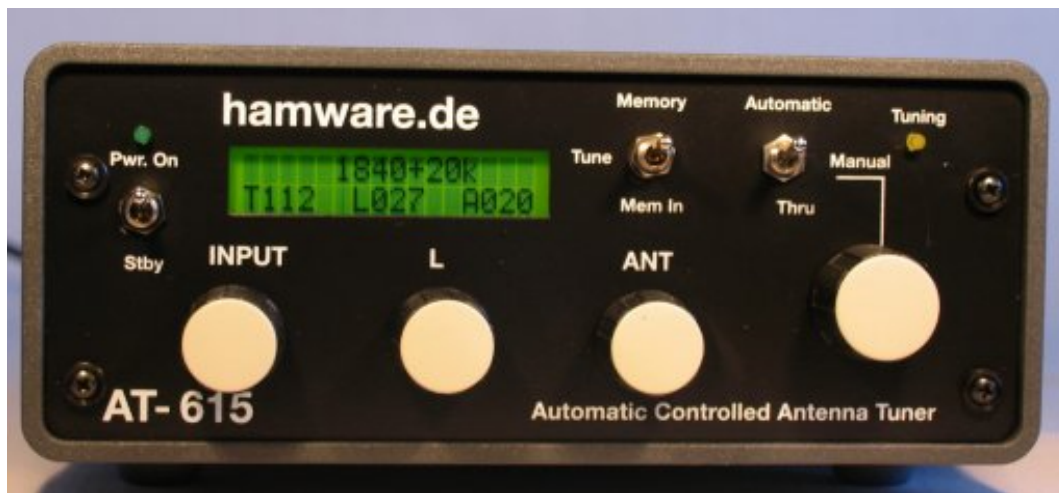 hamware.de
Memory
Automatic
Tuning
Pwr. On
1840+20k
Tune
Manual
T112 L027 A020
Mem In
Thru
Stby
INPUT
L
ANT
AT- 615
Automatic Controlled Antenna Tuner